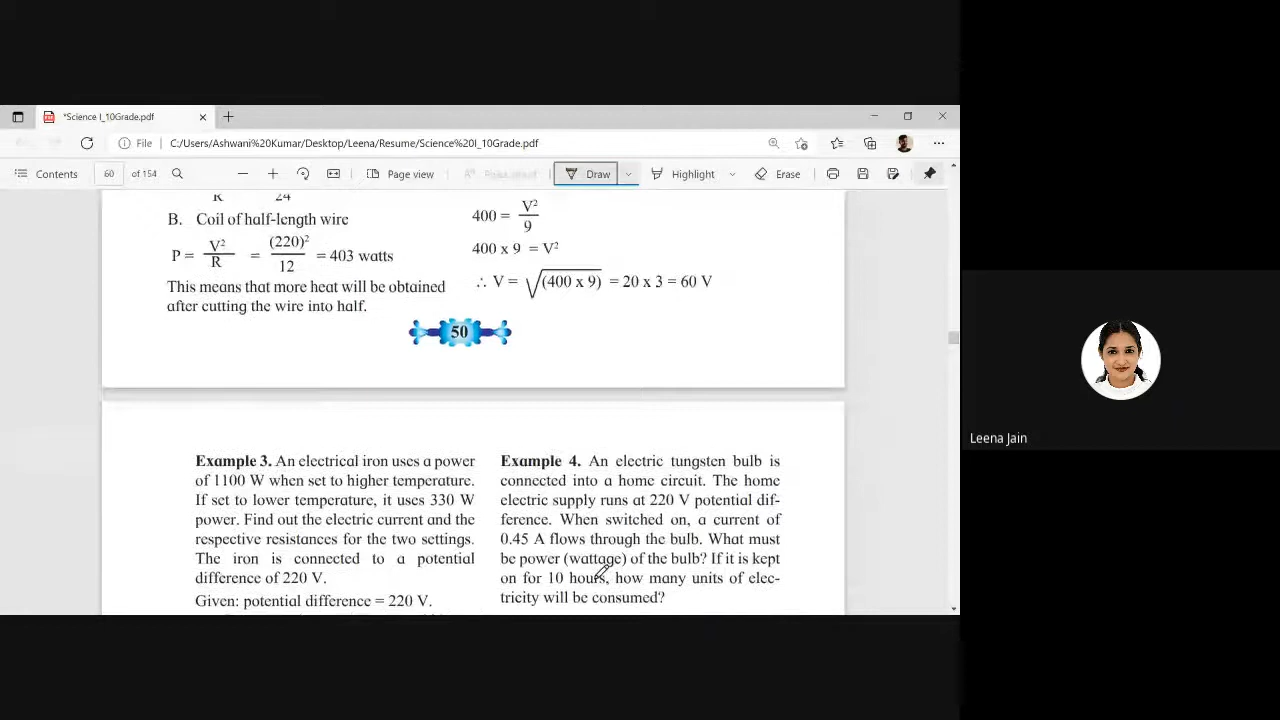 *Science I_10Grade.pdf
File
C:/Users/Ashwani%20Kumar/Desktop/Leena/Resume/Science%20I_10Grade.pdf
Contents
60
of 154
Page view
Draw
Highlight
Erase
R 24
B. Coil of half-length wire
P = V² / R = (220)² / 12 = 403 watts
This means that more heat will be obtained
after cutting the wire into half.
400 = V² / 9
400 x 9 = V²
∴ V = √(400 x 9) = 20 x 3 = 60 V
50
Example 3. An electrical iron uses a power
of 1100 W when set to higher temperature.
If set to lower temperature, it uses 330 W
power. Find out the electric current and the
respective resistances for the two settings.
The iron is connected to a potential
difference of 220 V.
Given: potential difference = 220 V.
Example 4. An electric tungsten bulb is
connected into a home circuit. The home
electric supply runs at 220 V potential dif-
ference. When switched on, a current of
0.45 A flows through the bulb. What must
be power (wattage) of the bulb? If it is kept
on for 10 hours, how many units of elec-
tricity will be consumed?
Leena Jain